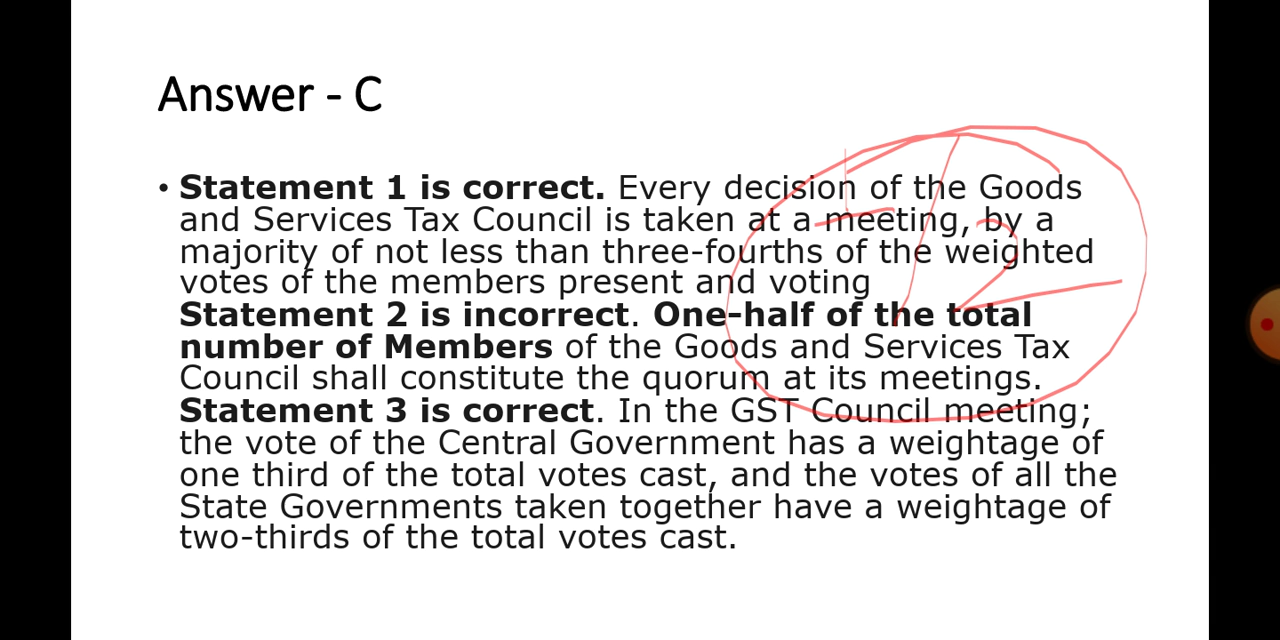 Answer - C
• Statement 1 is correct. Every decision of the Goods
and Services Tax Council is taken at a meeting, by a
majority of not less than three-fourths of the weighted
votes of the members present and voting
Statement 2 is incorrect. One-half of the total
number of Members of the Goods and Services Tax
Council shall constitute the quorum at its meetings.
Statement 3 is correct. In the GST Council meeting;
the vote of the Central Government has a weightage of
one third of the total votes cast, and the votes of all the
State Governments taken together have a weightage of
two-thirds of the total votes cast.
1/2